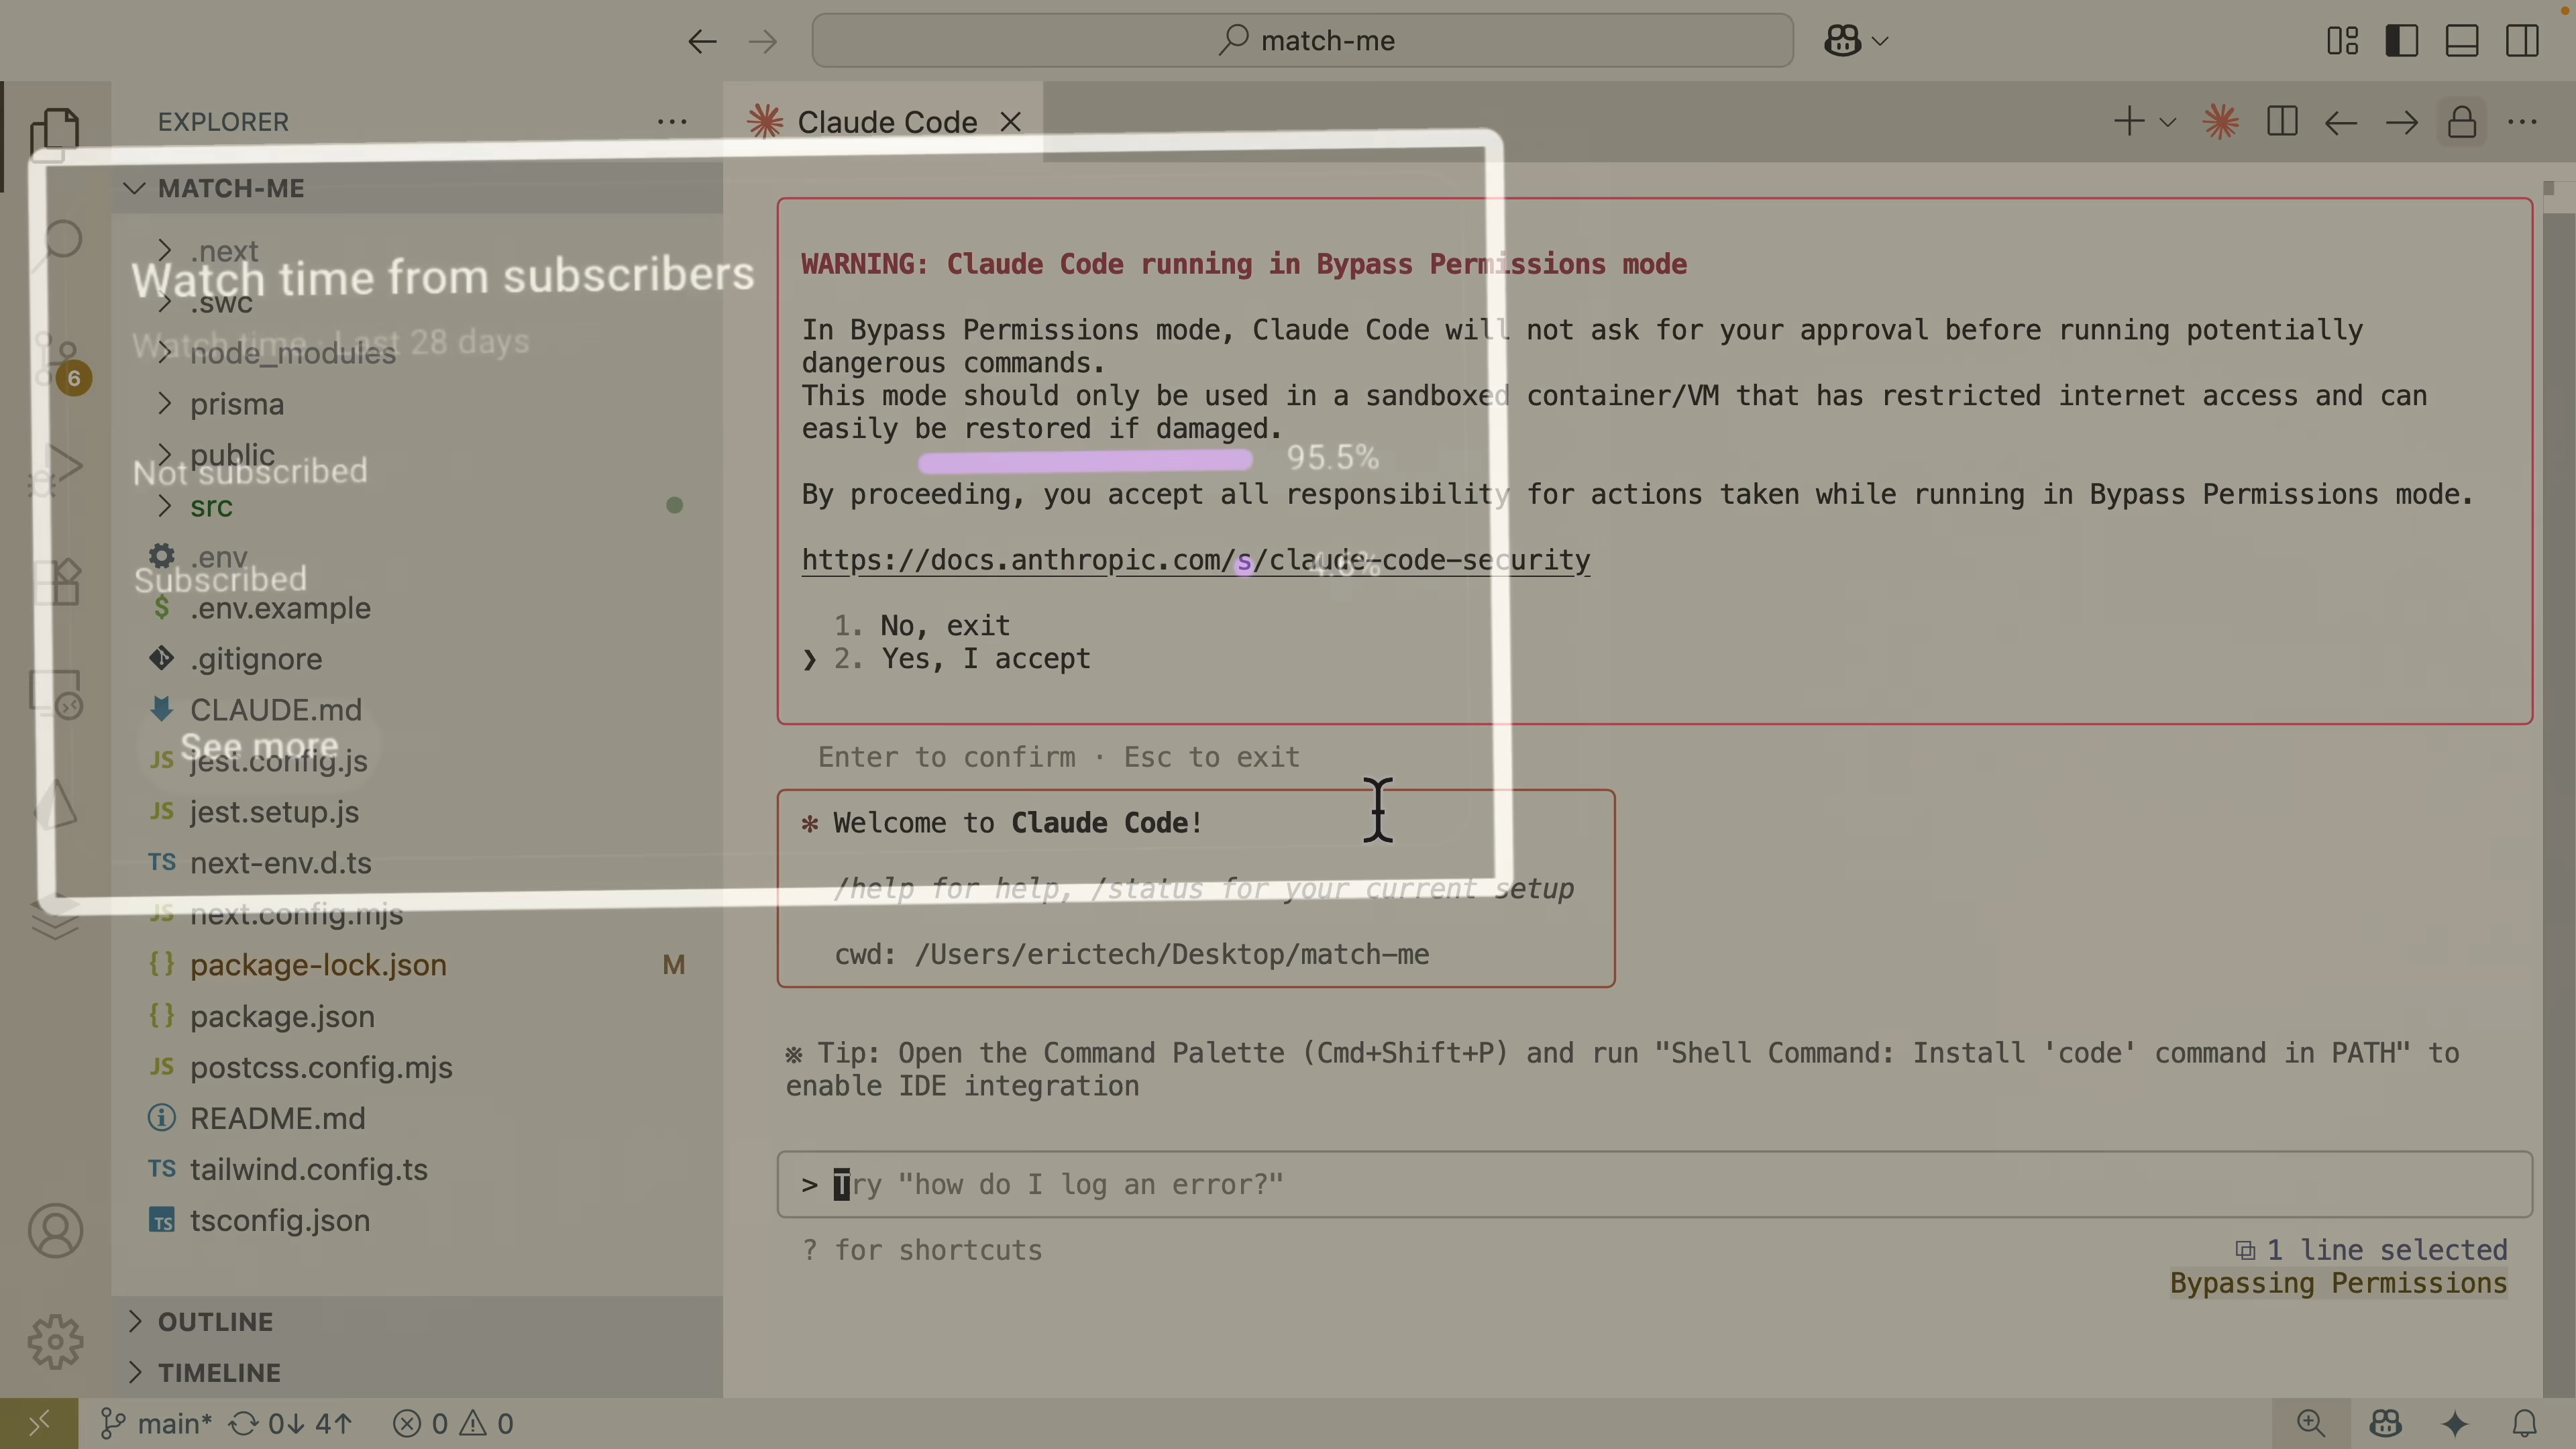 match-me
EXPLORER
Claude Code
MATCH-ME
.next
.swc
node_modules
prisma
public
src
.env
.env.example
.gitignore
CLAUDE.md
jest.config.js
jest.setup.js
next-env.d.ts
next.config.mjs
package-lock.json M
package.json
postcss.config.mjs
README.md
tailwind.config.ts
tsconfig.json
OUTLINE
TIMELINE
6
Watch time from subscribers
Watch time · Last 28 days
Not subscribed
95.5%
Subscribed
See more
WARNING: Claude Code running in Bypass Permissions mode
In Bypass Permissions mode, Claude Code will not ask for your approval before running potentially
dangerous commands.
This mode should only be used in a sandboxed container/VM that has restricted internet access and can
easily be restored if damaged.
By proceeding, you accept all responsibility for actions taken while running in Bypass Permissions mode.
https://docs.anthropic.com/s/claude-code-security
1. No, exit
❯ 2. Yes, I accept
Enter to confirm · Esc to exit
✻ Welcome to Claude Code!
/help for help, /status for your current setup
cwd: /Users/erictech/Desktop/match-me
※ Tip: Open the Command Palette (Cmd+Shift+P) and run "Shell Command: Install 'code' command in PATH" to
enable IDE integration
> Try "how do I log an error?"
? for shortcuts
⧉ 1 line selected
Bypassing Permissions
main* 0↓ 4↑ 0 0